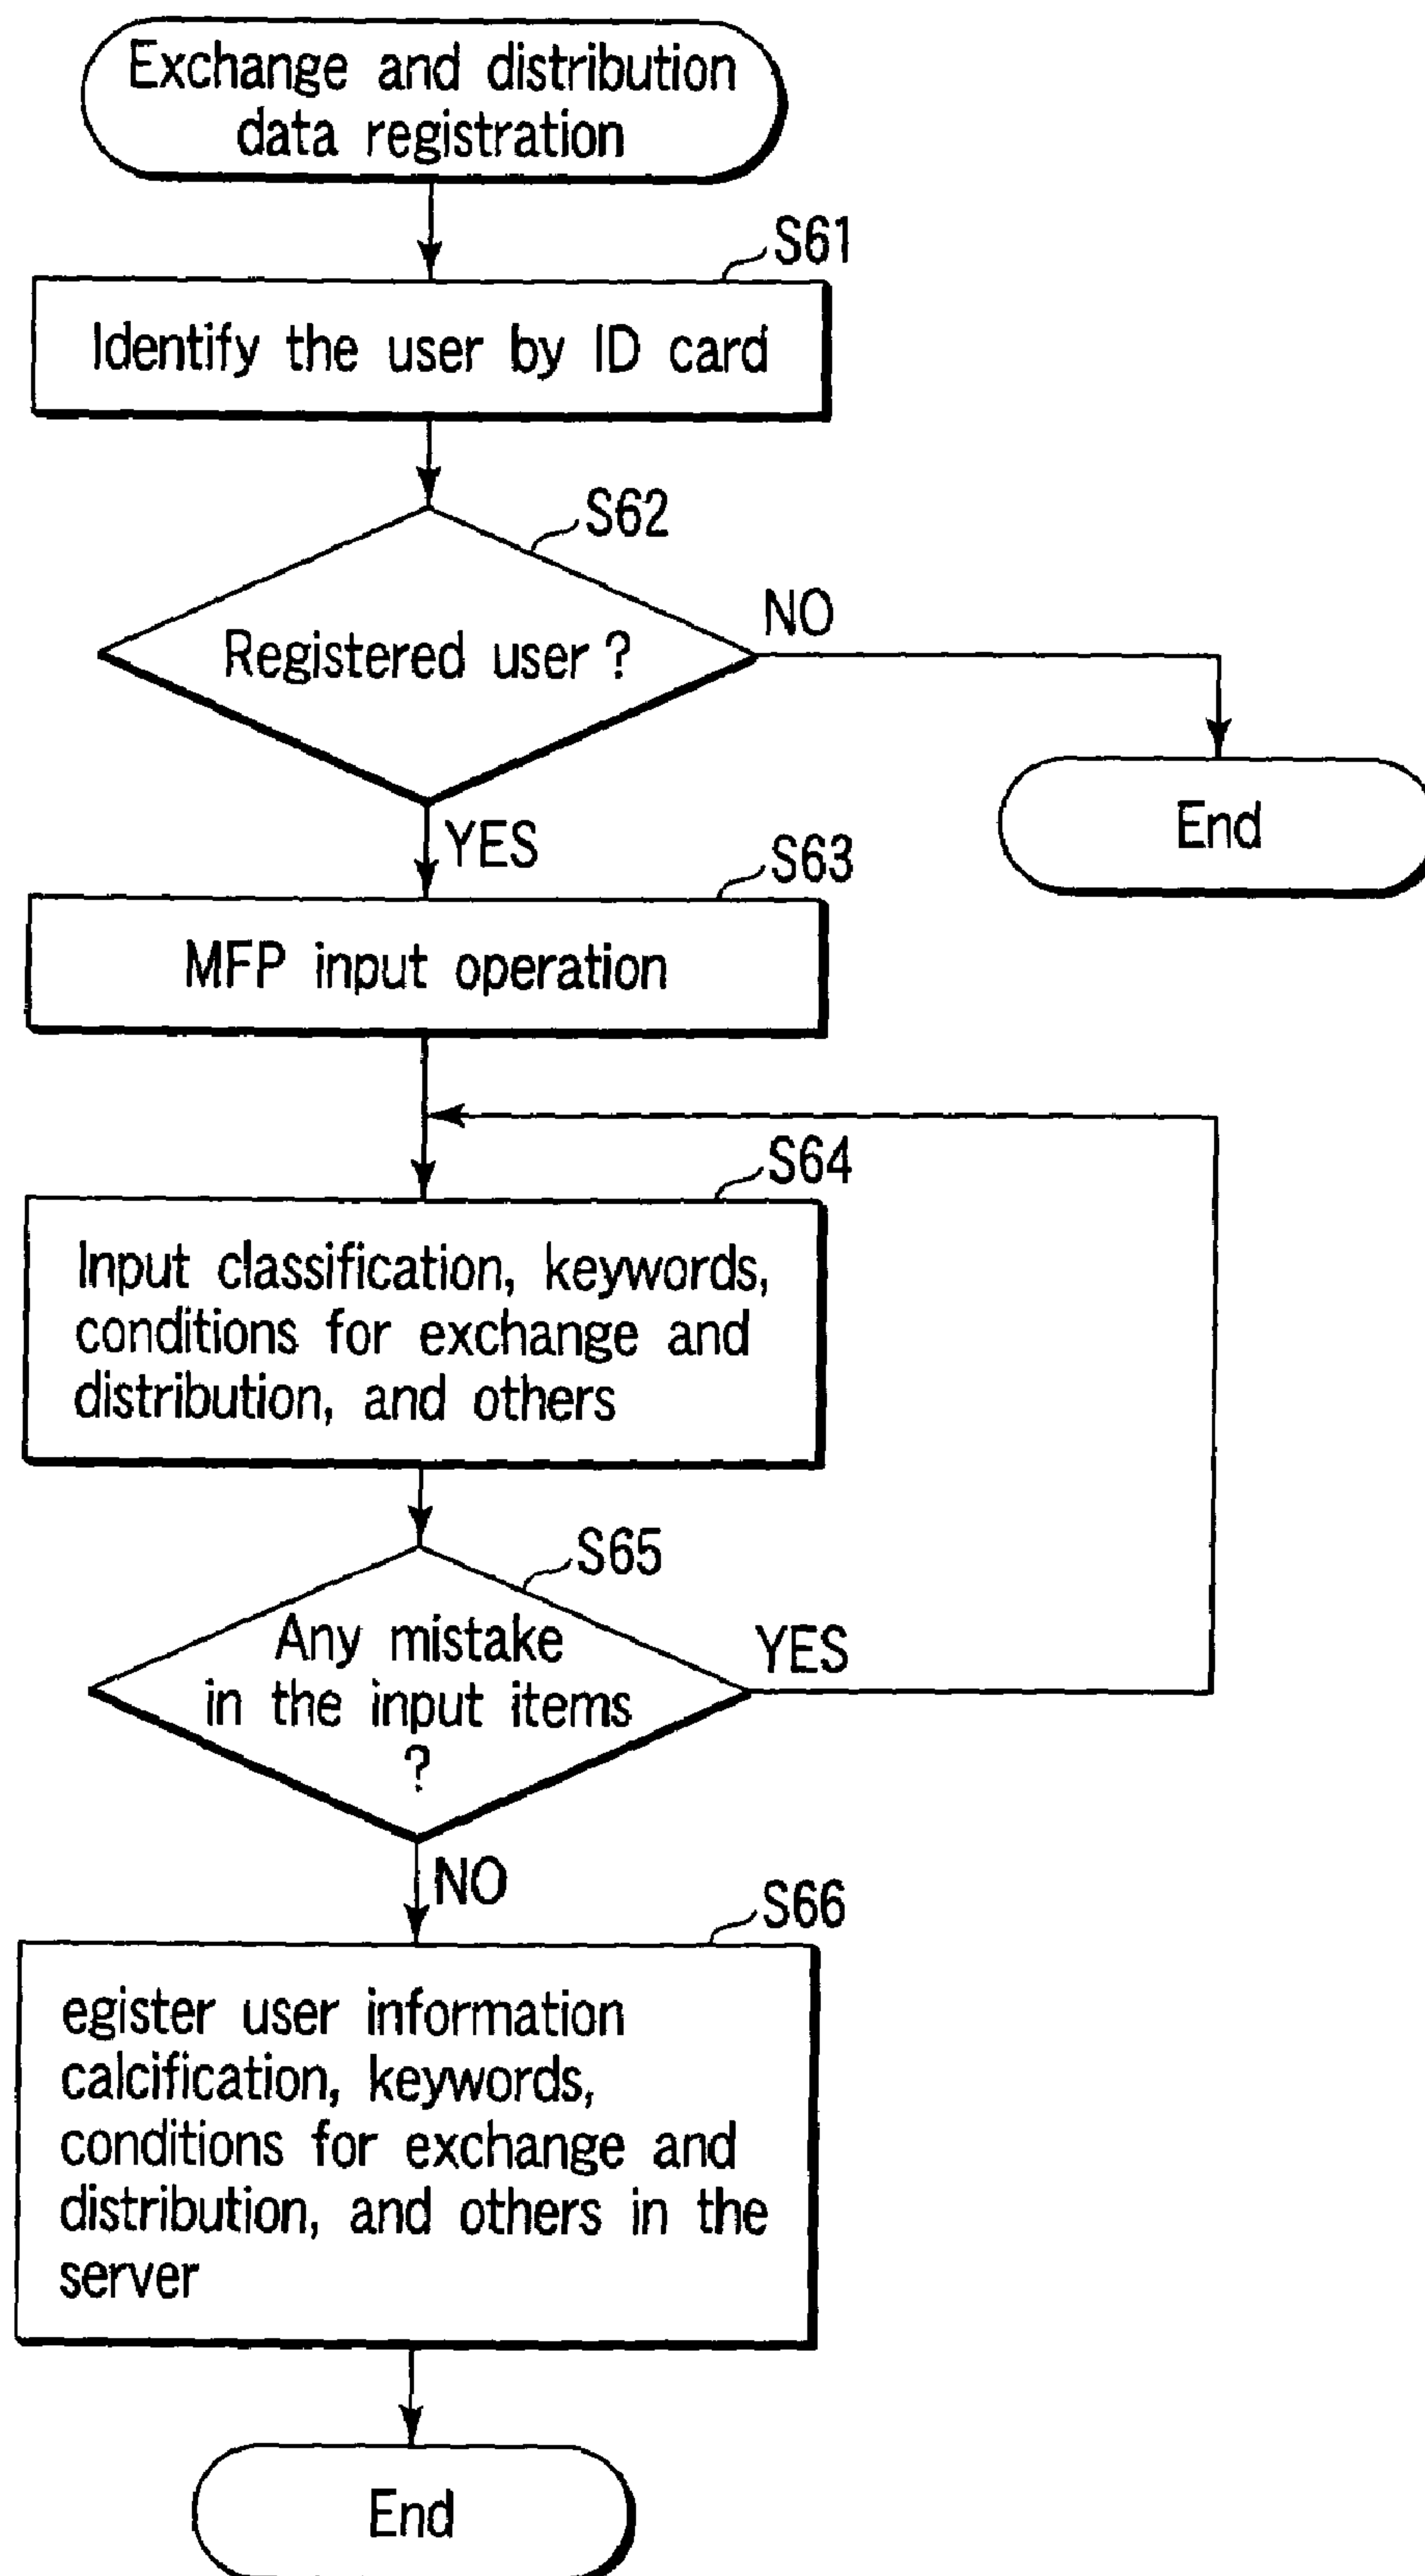 Exchange and distribution
data registration
S61
Identify the user by ID card
S62
Registered user ?
NO
End
YES
S63
MFP input operation
S64
Input classification, keywords,
conditions for exchange and
distribution, and others
S65
Any mistake
in the input items
?
YES
NO
S66
egister user information
calcification, keywords,
conditions for exchange and
distribution, and others in the
server
End